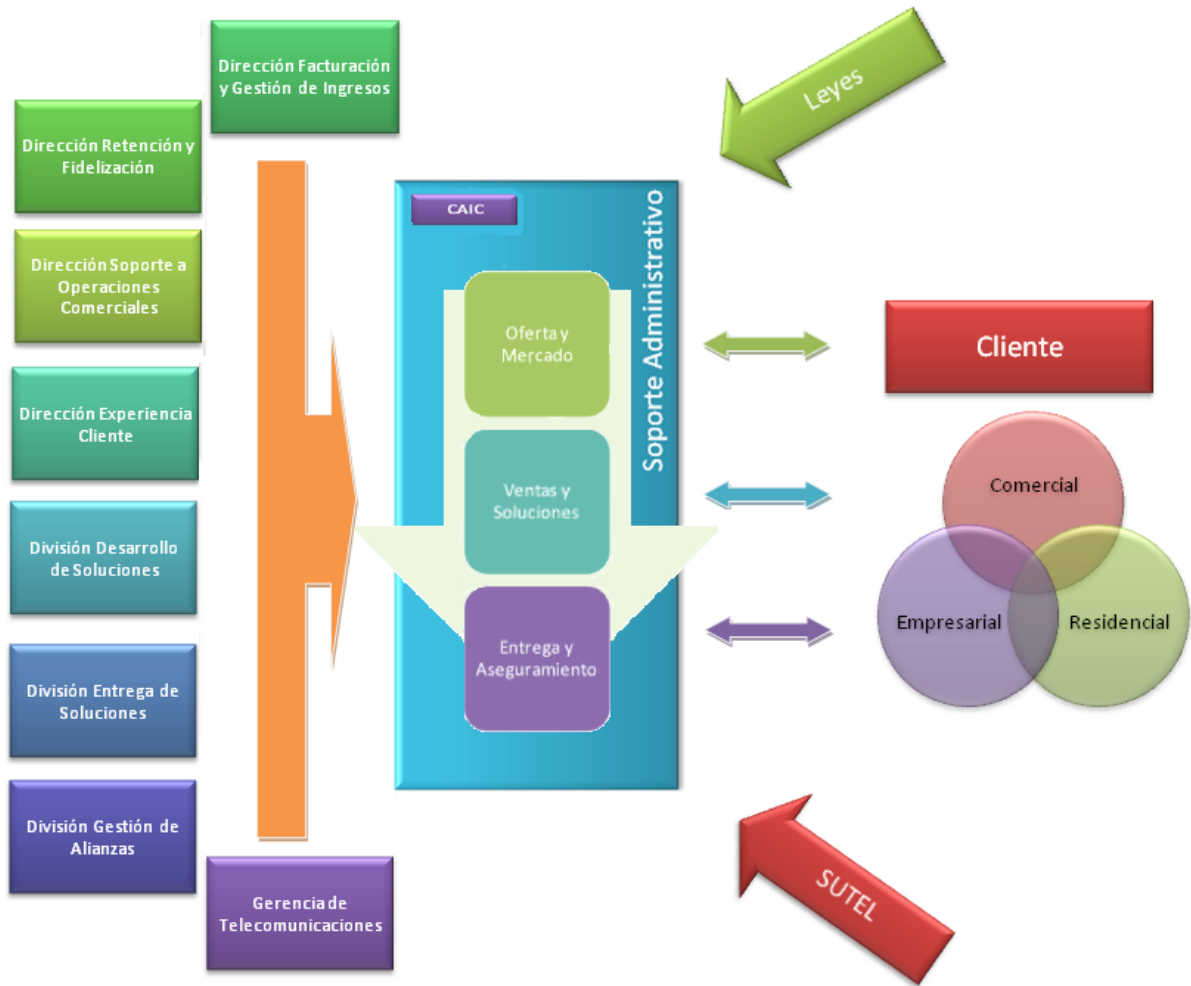 Dirección Facturación
y Gestión de Ingresos
Dirección Retención y
Fidelización
Dirección Soporte a
Operaciones
Comerciales
Dirección Experiencia
Cliente
División Desarrollo
de Soluciones
División Entrega de
Soluciones
División Gestión de
Alianzas
Gerencia de
Telecomunicaciones
CAIC
Soporte Administrativo
Oferta y
Mercado
Ventas y
Soluciones
Entrega y
Aseguramiento
Leyes
Cliente
Comercial
Empresarial
Residencial
SUTEL